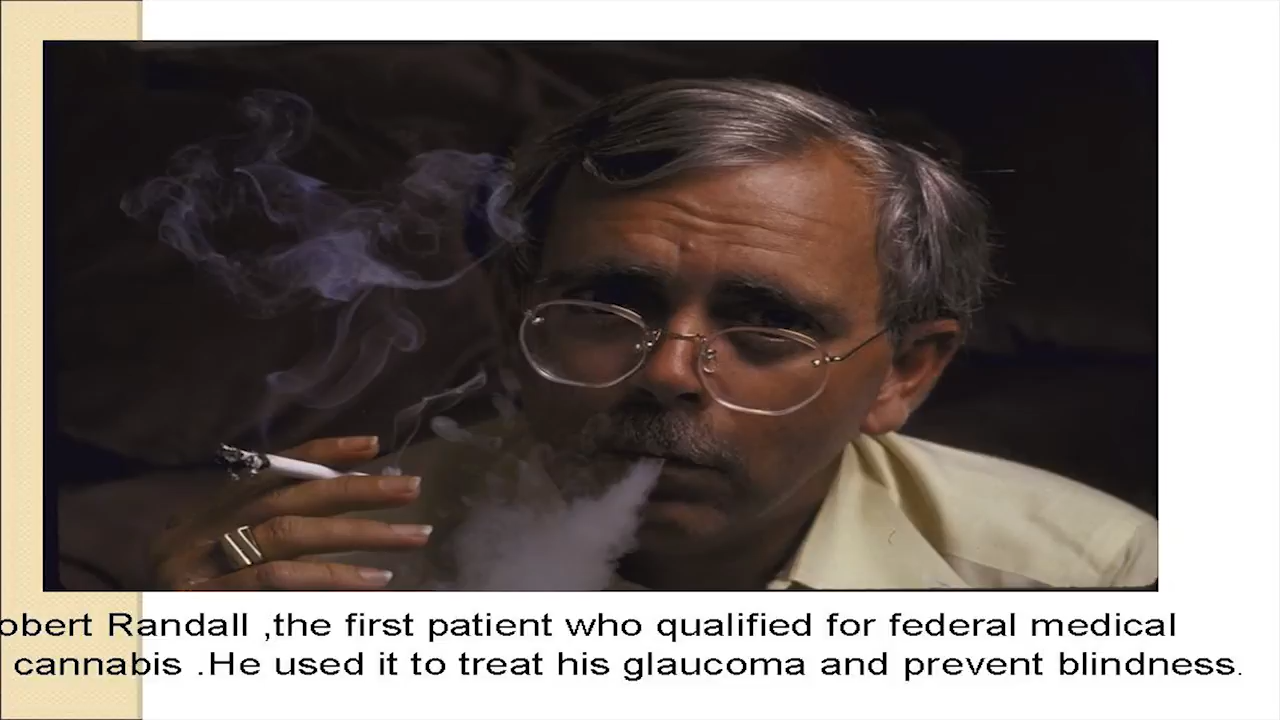 obert Randall ,the first patient who qualified for federal medical
cannabis .He used it to treat his glaucoma and prevent blindness.